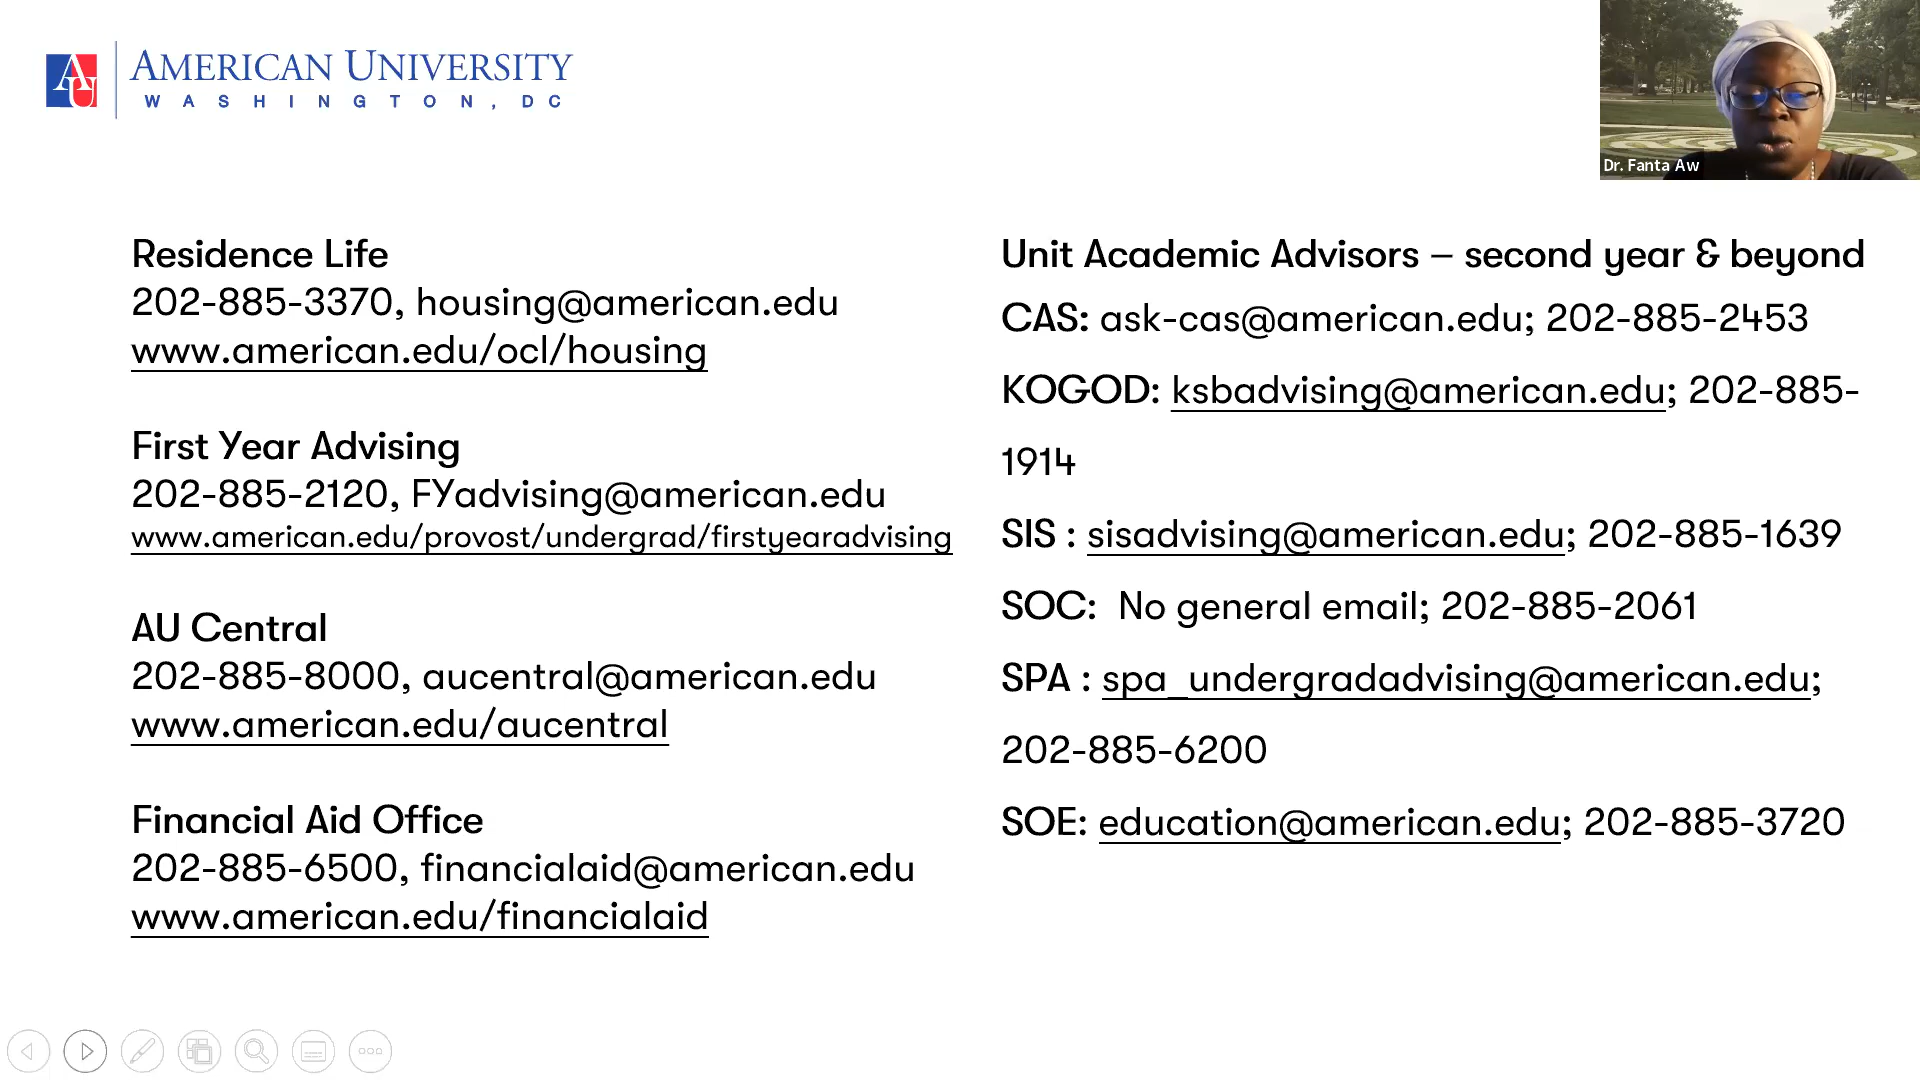 AU
AMERICAN UNIVERSITY
WASHINGTON, DC
Dr. Fanta Aw
Residence Life
202-885-3370, housing@american.edu
www.american.edu/ocl/housing
First Year Advising
202-885-2120, FYadvising@american.edu
www.american.edu/provost/undergrad/firstyearadvising
AU Central
202-885-8000, aucentral@american.edu
www.american.edu/aucentral
Financial Aid Office
202-885-6500, financialaid@american.edu
www.american.edu/financialaid
Unit Academic Advisors – second year & beyond
CAS: ask-cas@american.edu; 202-885-2453
KOGOD: ksbadvising@american.edu; 202-885-
1914
SIS : sisadvising@american.edu; 202-885-1639
SOC:  No general email; 202-885-2061
SPA : spa_undergradadvising@american.edu;
202-885-6200
SOE: education@american.edu; 202-885-3720